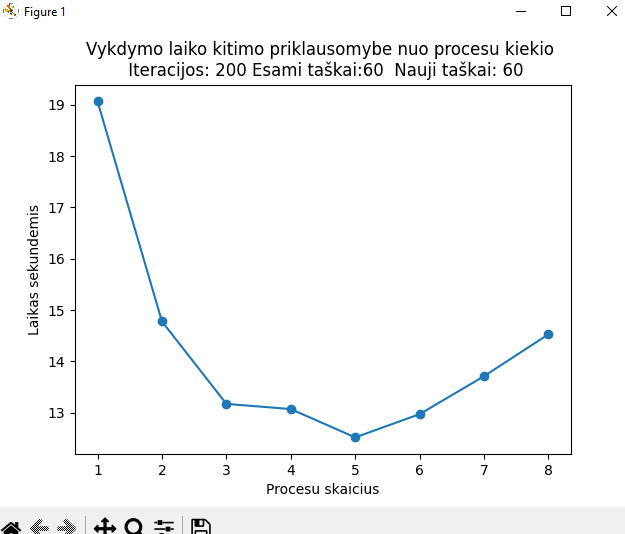 Figure 1
Vykdymo laiko kitimo priklausomybe nuo procesu kiekio
Iteracijos: 200 Esami taškai:60  Nauji taškai: 60
19
18
17
16
15
14
13
Laikas sekundemis
1 2 3 4 5 6 7 8
Procesu skaicius